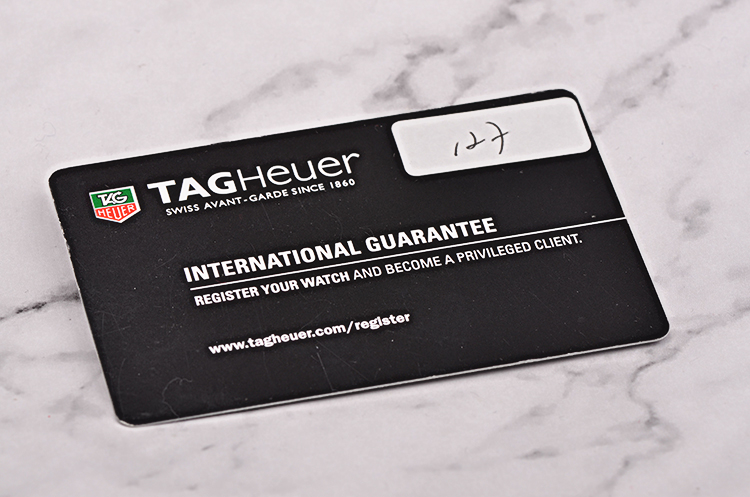 127
TAG
HEUER
TAGHeuer
SWISS AVANT-GARDE SINCE 1860
INTERNATIONAL GUARANTEE
REGISTER YOUR WATCH AND BECOME A PRIVILEGED CLIENT.
www.tagheuer.com/register